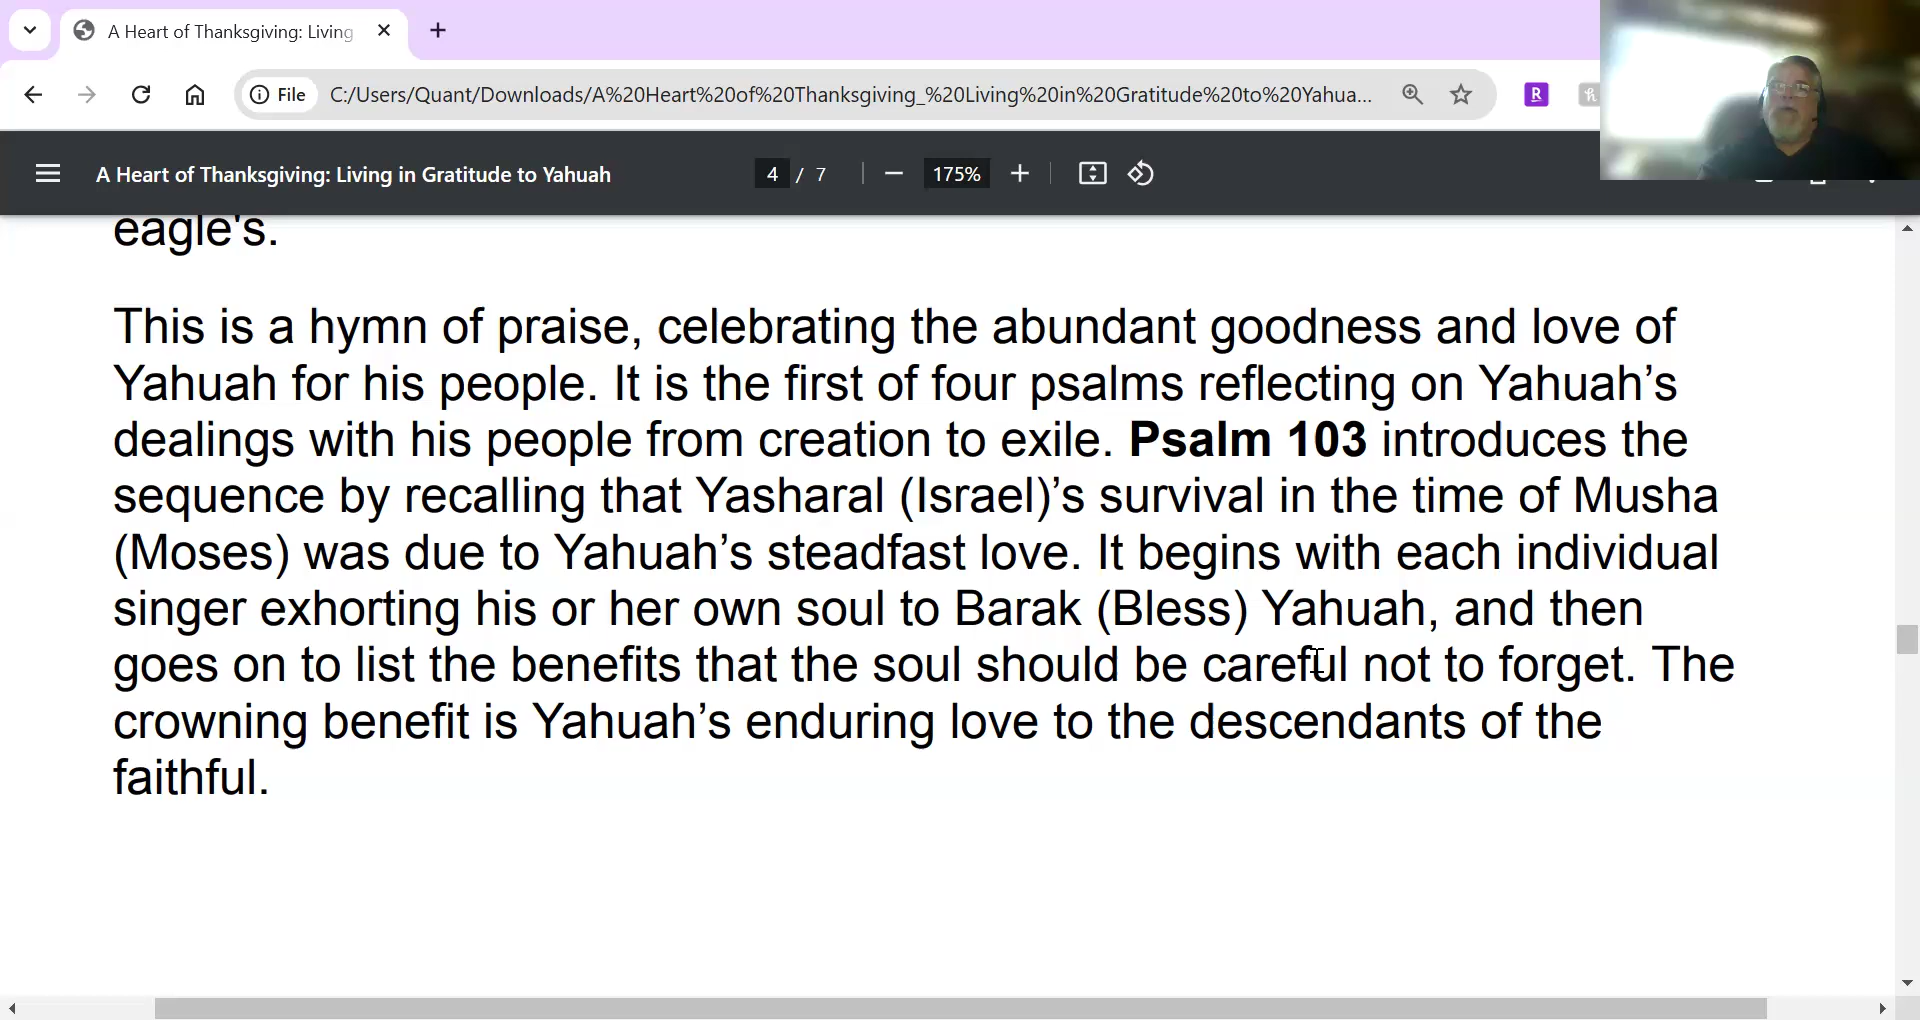 A Heart of Thanksgiving: Living
File
C:/Users/Quant/Downloads/A%20Heart%20of%20Thanksgiving_%20Living%20in%20Gratitude%20to%20Yahua...
R
h
A Heart of Thanksgiving: Living in Gratitude to Yahuah
4 / 7
175%
eagle's.
This is a hymn of praise, celebrating the abundant goodness and love of
Yahuah for his people. It is the first of four psalms reflecting on Yahuah’s
dealings with his people from creation to exile. Psalm 103 introduces the
sequence by recalling that Yasharal (Israel)’s survival in the time of Musha
(Moses) was due to Yahuah’s steadfast love. It begins with each individual
singer exhorting his or her own soul to Barak (Bless) Yahuah, and then
goes on to list the benefits that the soul should be careful not to forget. The
crowning benefit is Yahuah’s enduring love to the descendants of the
faithful.